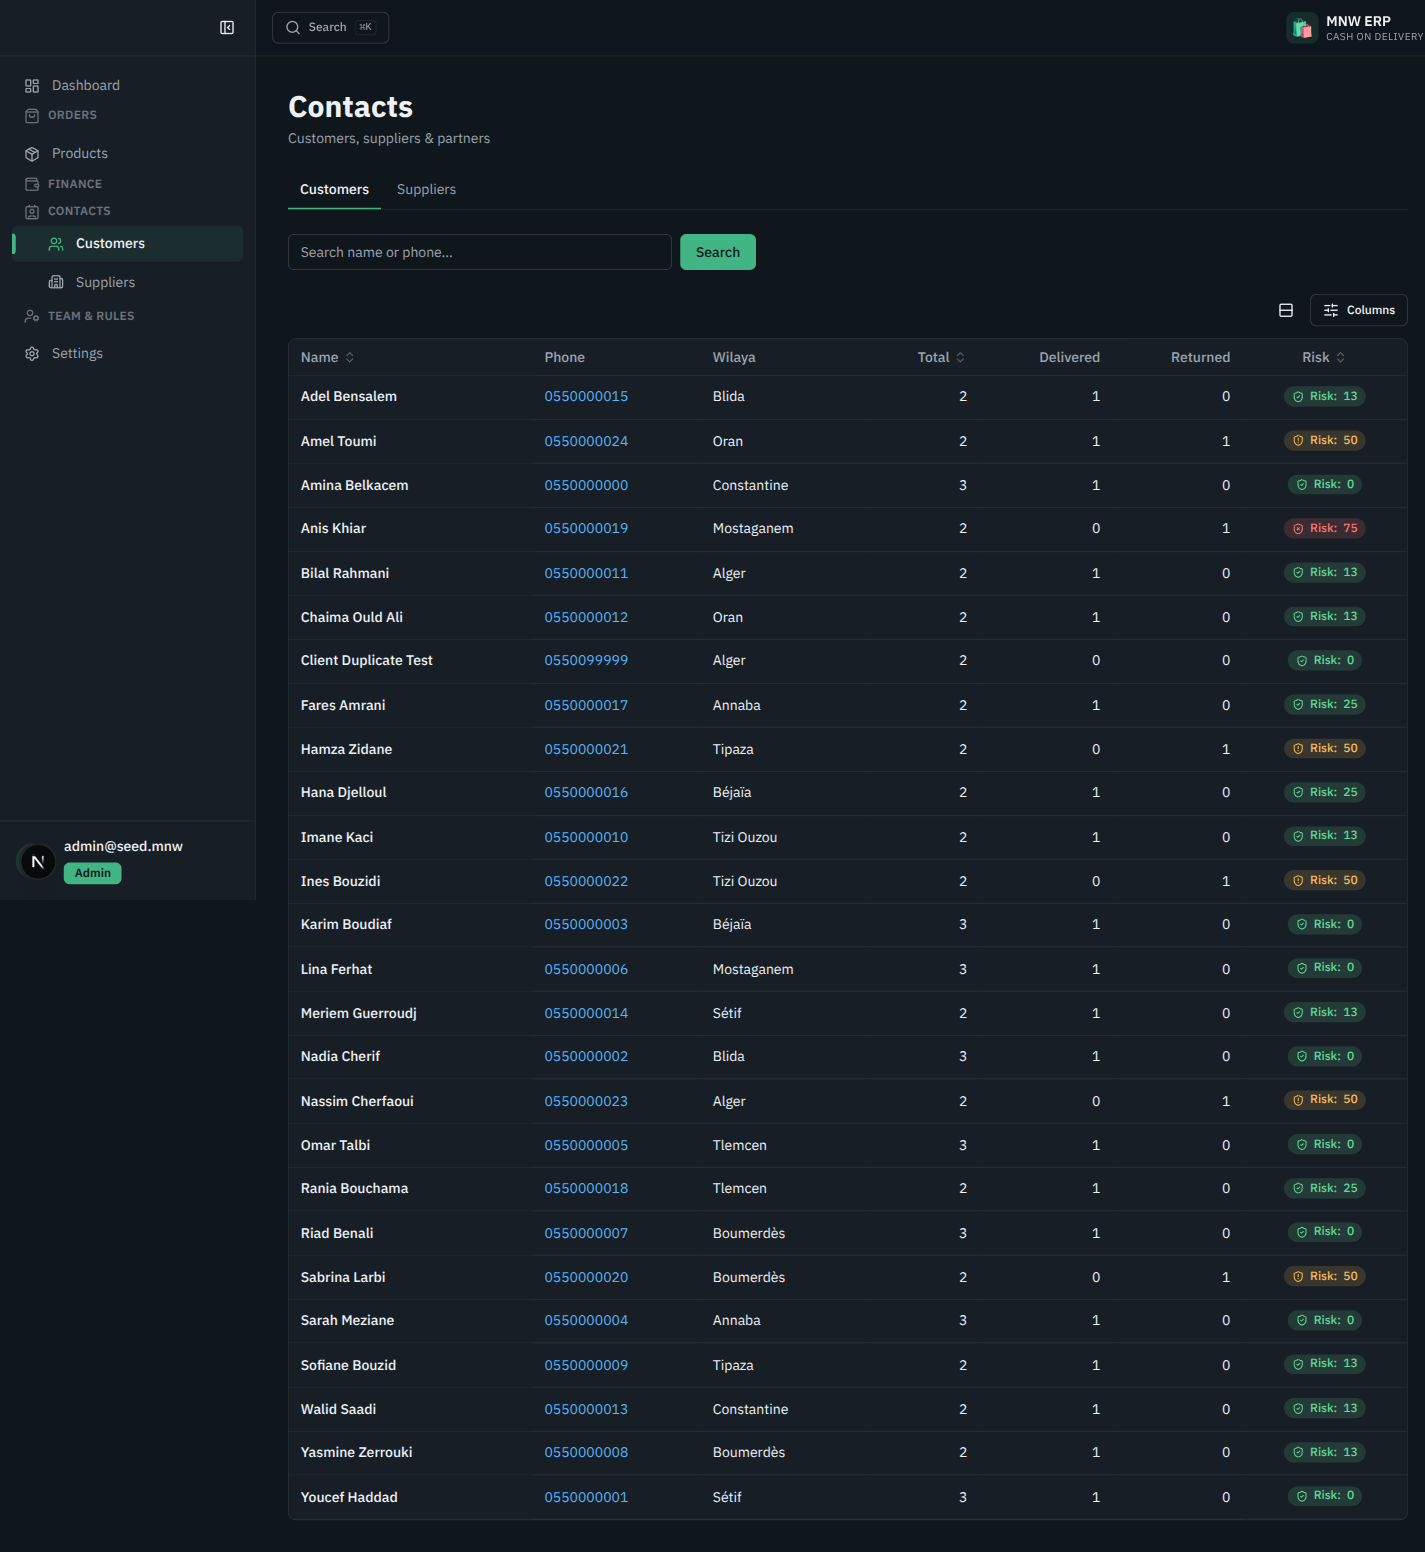 Search ⌘K
MNW ERP
CASH ON DELIVERY
Dashboard
ORDERS
Products
FINANCE
CONTACTS
Customers
Suppliers
TEAM & RULES
Settings
admin@seed.mnw
N
Admin
Contacts
Customers, suppliers & partners
Customers Suppliers
Search name or phone... Search
Columns
Name Phone Wilaya Total Delivered Returned Risk
Adel Bensalem 0550000015 Blida 2 1 0 Risk: 13
Amel Toumi 0550000024 Oran 2 1 1 Risk: 50
Amina Belkacem 0550000000 Constantine 3 1 0 Risk: 0
Anis Khiar 0550000019 Mostaganem 2 0 1 Risk: 75
Bilal Rahmani 0550000011 Alger 2 1 0 Risk: 13
Chaima Ould Ali 0550000012 Oran 2 1 0 Risk: 13
Client Duplicate Test 0550099999 Alger 2 0 0 Risk: 0
Fares Amrani 0550000017 Annaba 2 1 0 Risk: 25
Hamza Zidane 0550000021 Tipaza 2 0 1 Risk: 50
Hana Djelloul 0550000016 Béjaïa 2 1 0 Risk: 25
Imane Kaci 0550000010 Tizi Ouzou 2 1 0 Risk: 13
Ines Bouzidi 0550000022 Tizi Ouzou 2 0 1 Risk: 50
Karim Boudiaf 0550000003 Béjaïa 3 1 0 Risk: 0
Lina Ferhat 0550000006 Mostaganem 3 1 0 Risk: 0
Meriem Guerroudj 0550000014 Sétif 2 1 0 Risk: 13
Nadia Cherif 0550000002 Blida 3 1 0 Risk: 0
Nassim Cherfaoui 0550000023 Alger 2 0 1 Risk: 50
Omar Talbi 0550000005 Tlemcen 3 1 0 Risk: 0
Rania Bouchama 0550000018 Tlemcen 2 1 0 Risk: 25
Riad Benali 0550000007 Boumerdès 3 1 0 Risk: 0
Sabrina Larbi 0550000020 Boumerdès 2 0 1 Risk: 50
Sarah Meziane 0550000004 Annaba 3 1 0 Risk: 0
Sofiane Bouzid 0550000009 Tipaza 2 1 0 Risk: 13
Walid Saadi 0550000013 Constantine 2 1 0 Risk: 13
Yasmine Zerrouki 0550000008 Boumerdès 2 1 0 Risk: 13
Youcef Haddad 0550000001 Sétif 3 1 0 Risk: 0